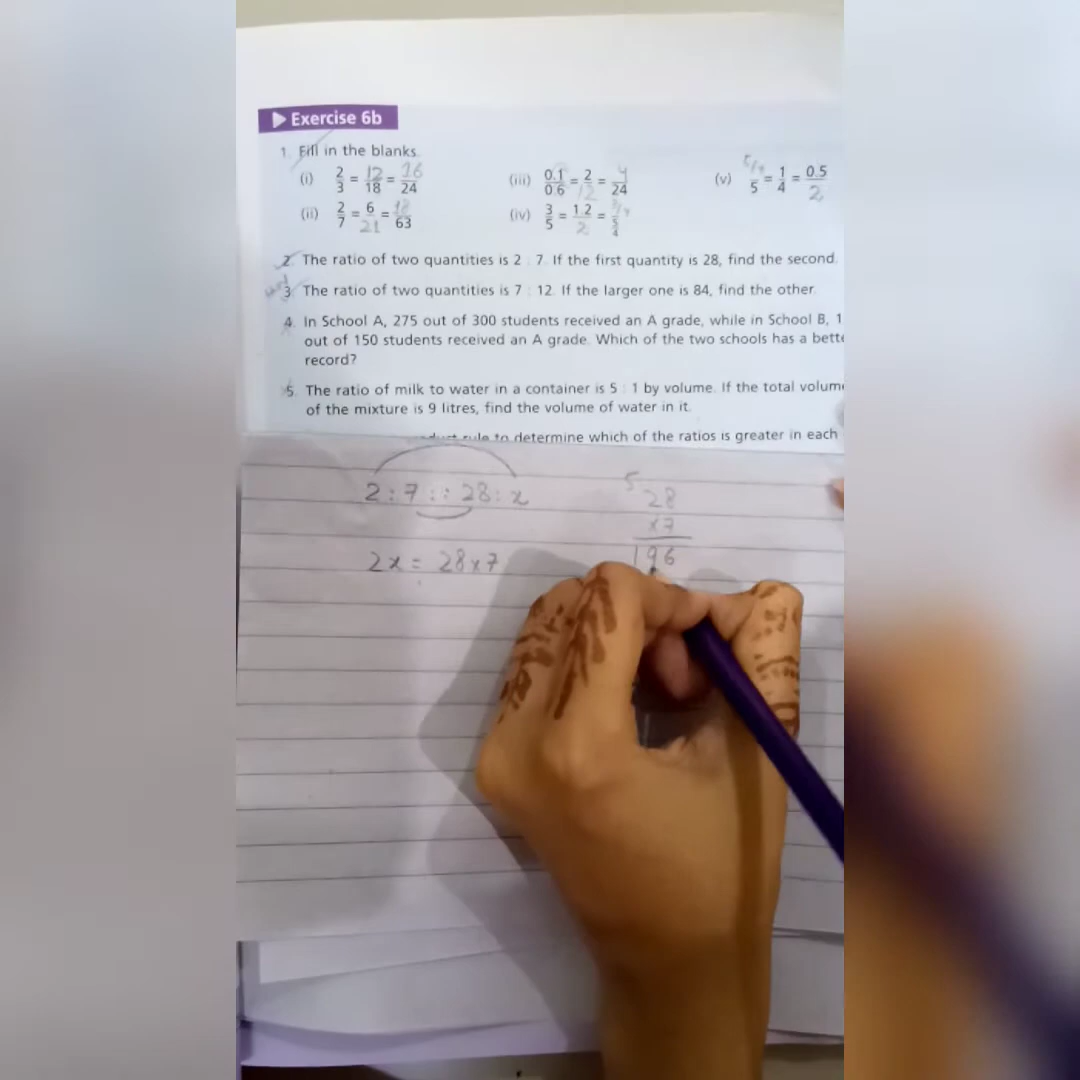 Exercise 6b
1. Fill in the blanks.
(i) 2/3 = 12/18 = 16/24
(iii) 0.1/0.6 = 2/12 = 4/24
(v) /5 = 1/4 = 0.5/2
(ii) 2/7 = 6/21 = 18/63
(iv) 3/5 = 1.2/2 =
2. The ratio of two quantities is 2 : 7. If the first quantity is 28, find the second.
3. The ratio of two quantities is 7 : 12. If the larger one is 84, find the other.
4. In School A, 275 out of 300 students received an A grade, while in School B, 1
out of 150 students received an A grade. Which of the two schools has a bette
record?
5. The ratio of milk to water in a container is 5 : 1 by volume. If the total volume
of the mixture is 9 litres, find the volume of water in it.
rule to determine which of the ratios is greater in each
2 : 7 :: 28 : x
5
28
x7
2x = 28x7
196